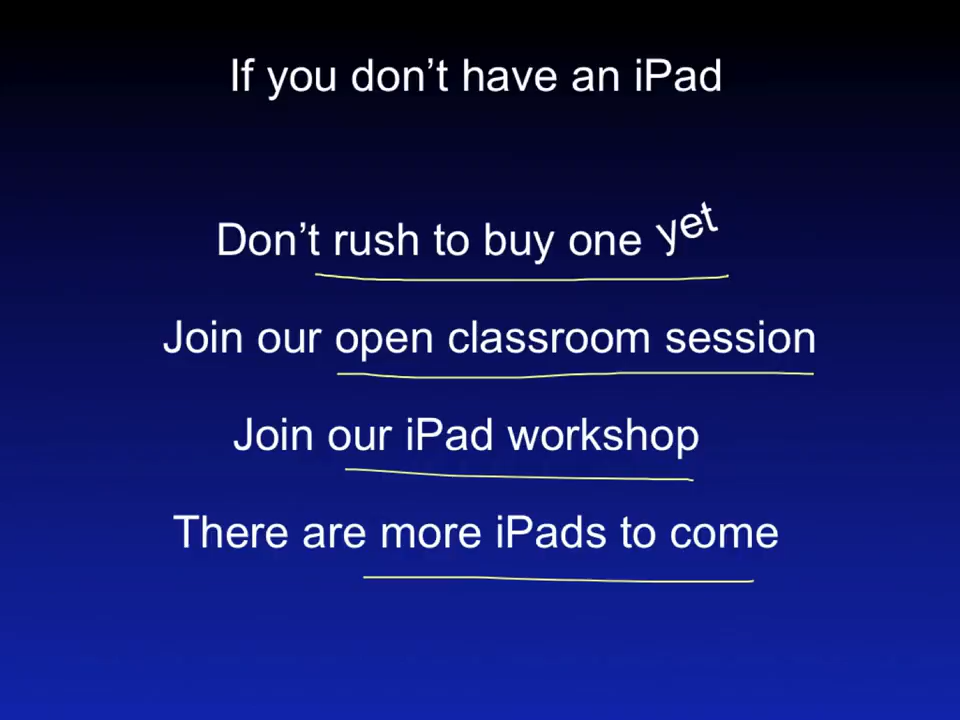 If you don’t have an iPad
Don’t rush to buy one yet
Join our open classroom session
Join our iPad workshop
There are more iPads to come